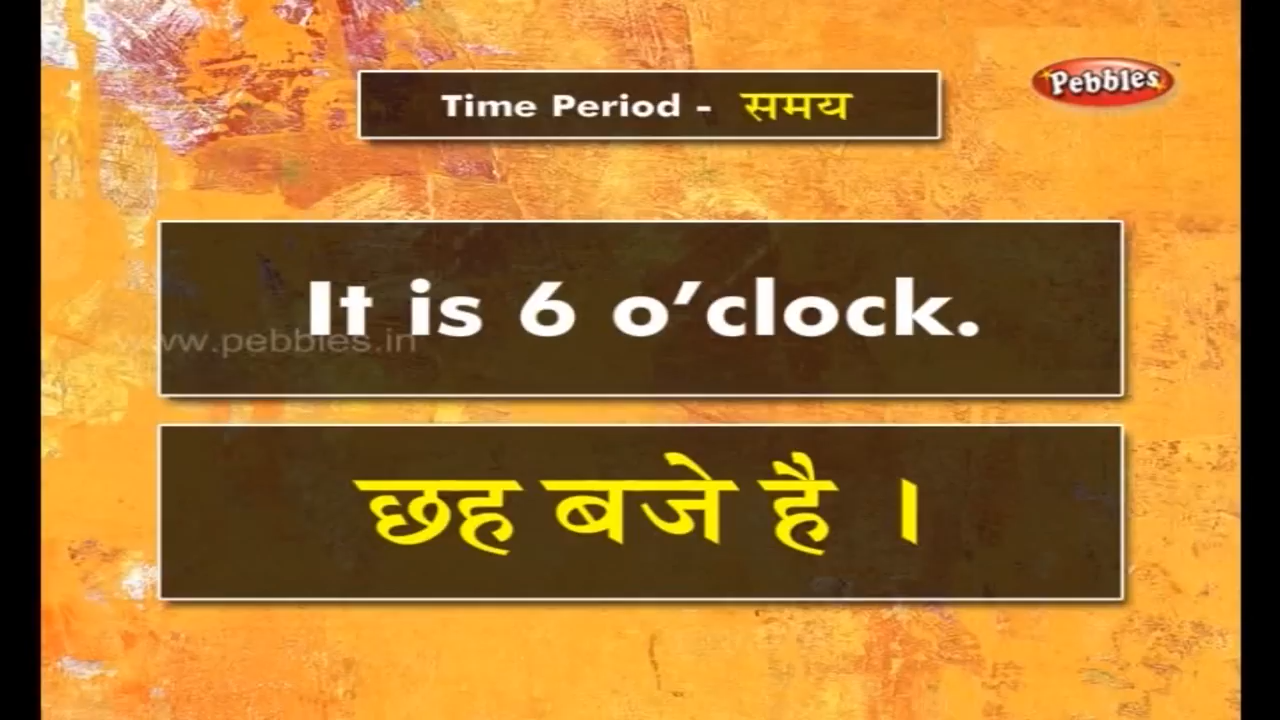 Time Period - समय
Pebbles
It is 6 o’clock.
www.pebbles.in
छह बजे है ।